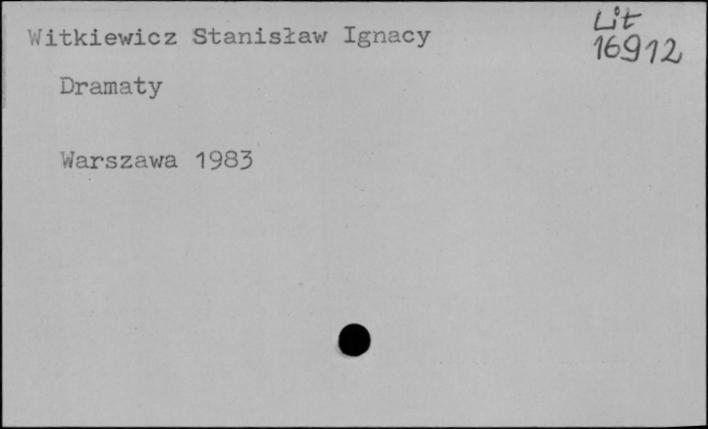 Witkiewicz Stanisław Ignacy
Lit
16912
Dramaty
Warszawa 1983